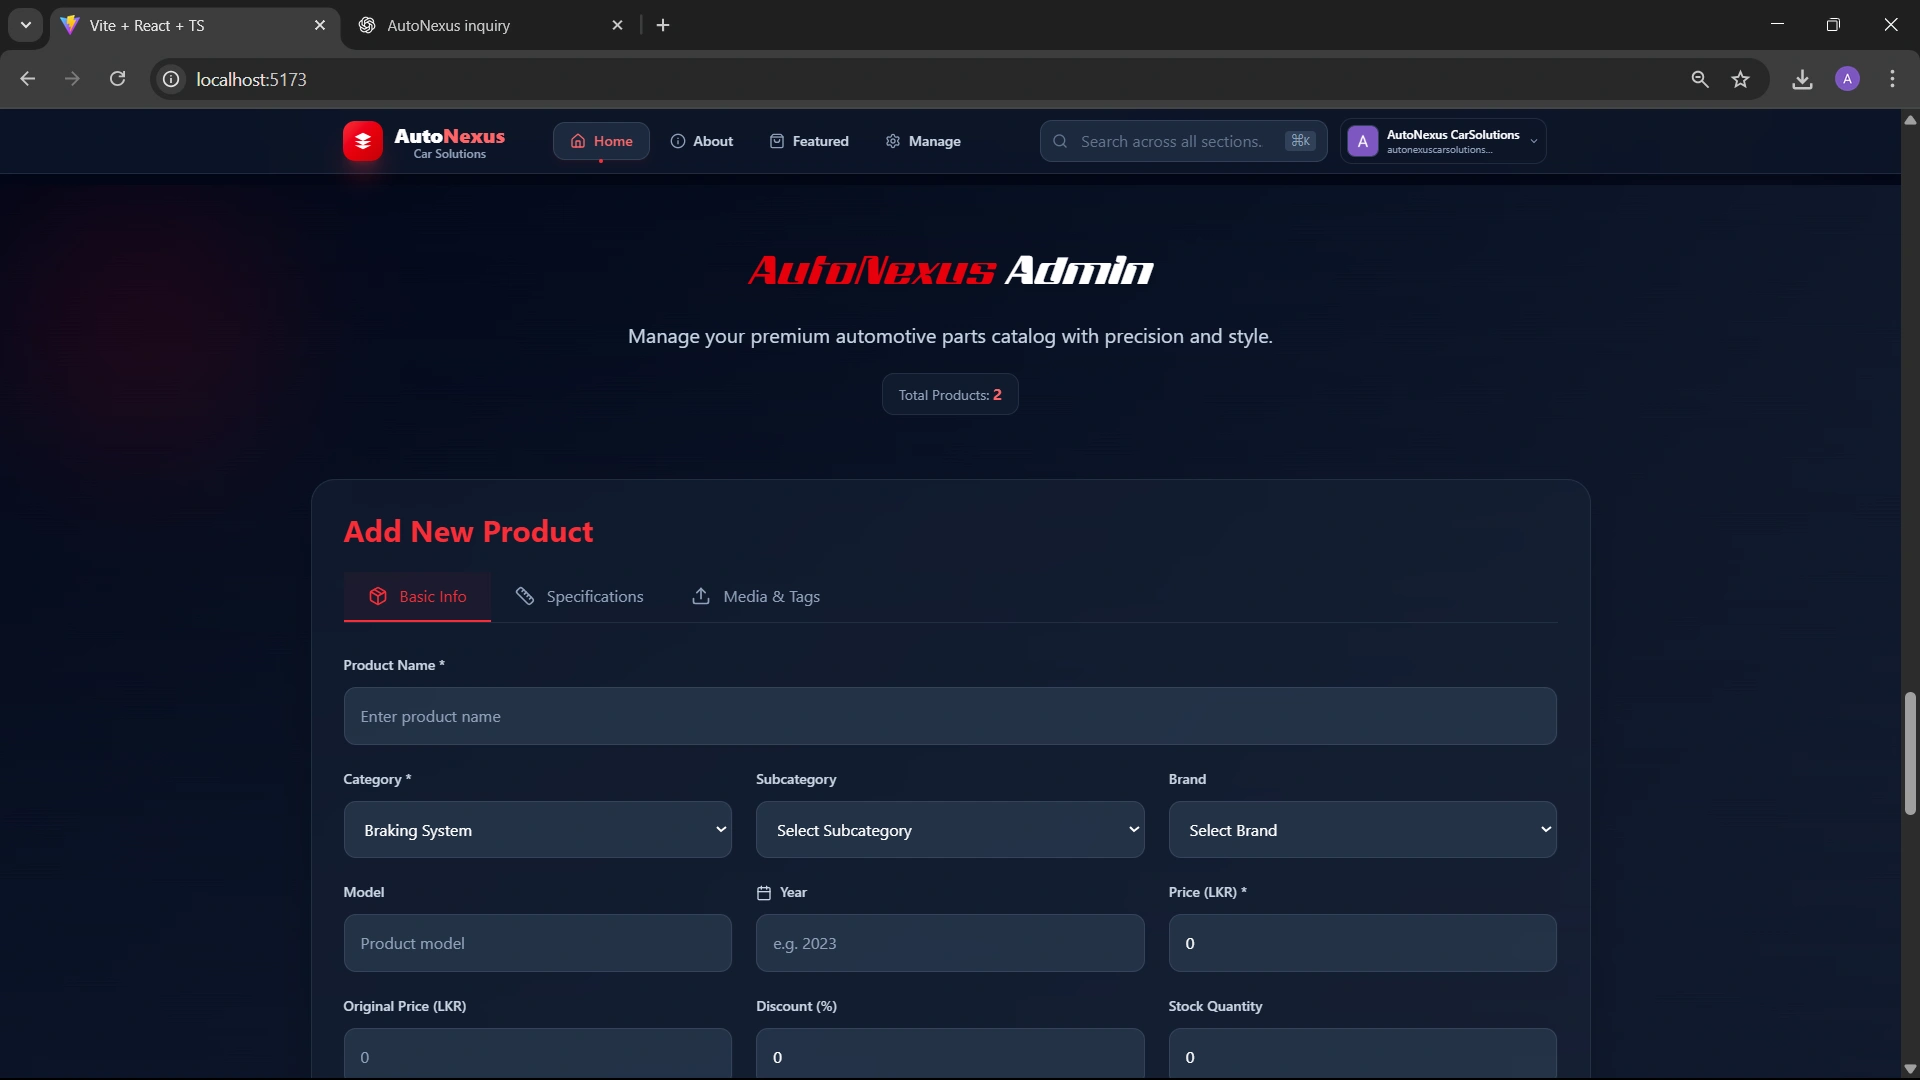 Vite + React + TS
AutoNexus inquiry
localhost:5173
A
AutoNexus
Car Solutions
Home
About
Featured
Manage
Search across all sections.
⌘K
A
AutoNexus CarSolutions
autonexuscarsolutions...
AutoNexus Admin
Manage your premium automotive parts catalog with precision and style.
Total Products: 2
Add New Product
Basic Info
Specifications
Media & Tags
Product Name *
Enter product name
Category *
Subcategory
Brand
Braking System
Select Subcategory
Select Brand
Model
Year
Price (LKR) *
Product model
e.g. 2023
0
Original Price (LKR)
Discount (%)
Stock Quantity
0
0
0